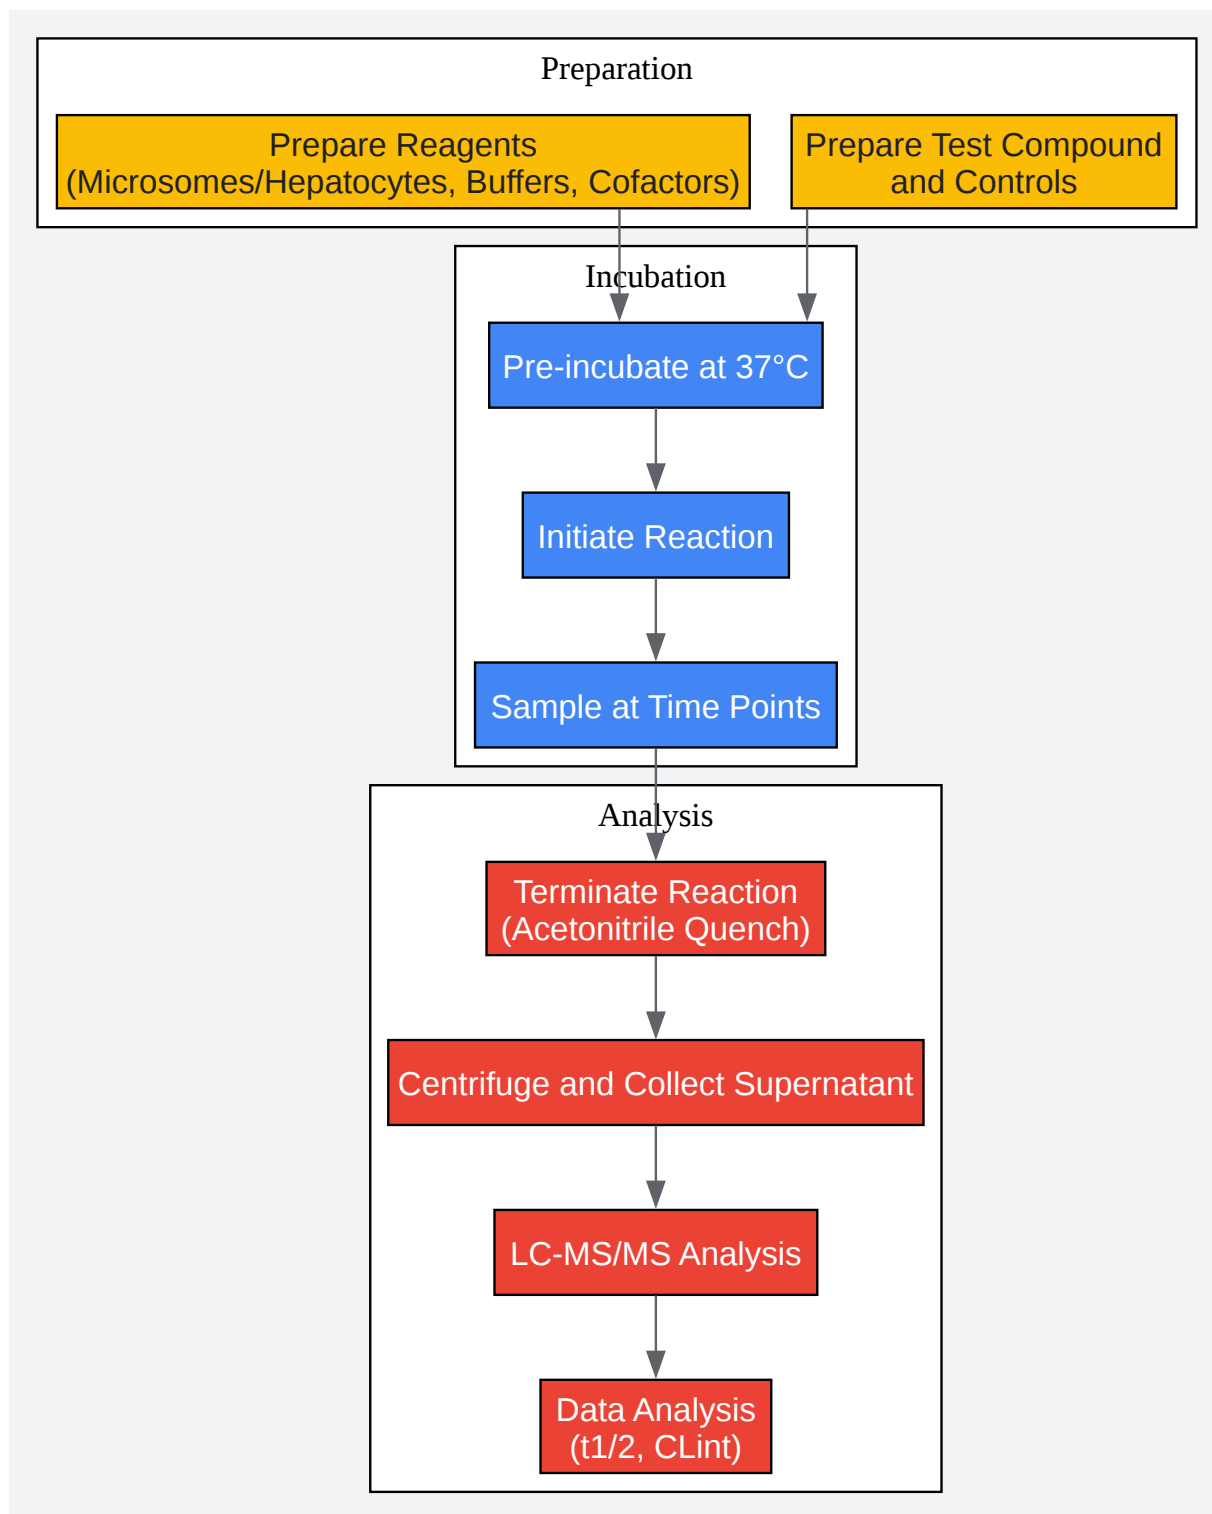 Preparation
Prepare Reagents
(Microsomes/Hepatocytes, Buffers, Cofactors)
Prepare Test Compound
and Controls
Incubation
Pre-incubate at 37°C
Initiate Reaction
Sample at Time Points
Analysis
Terminate Reaction
(Acetonitrile Quench)
Centrifuge and Collect Supernatant
LC-MS/MS Analysis
Data Analysis
(t1/2, CLint)